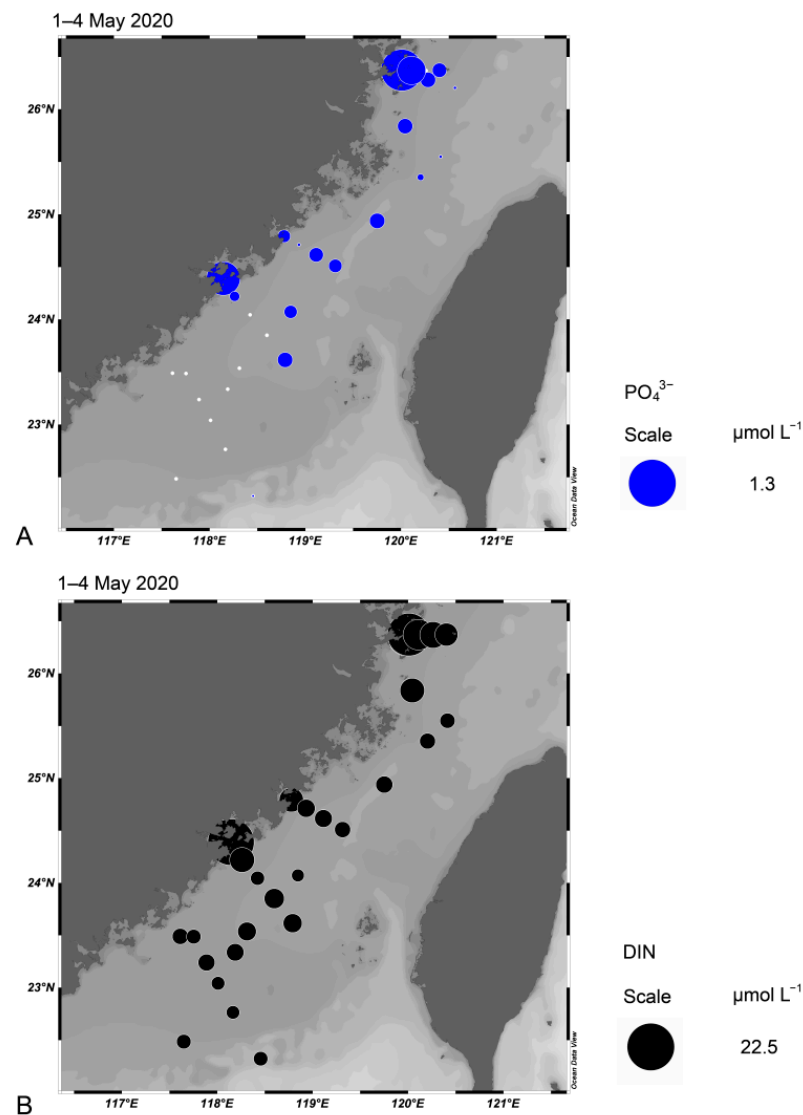 1–4 May 2020
26°N
25°N
24°N
23°N
117°E 118°E 119°E 120°E 121°E
Ocean Data View
A
PO₄³⁻
Scale μmol L⁻¹
1.3
1–4 May 2020
26°N
25°N
24°N
23°N
117°E 118°E 119°E 120°E 121°E
Ocean Data View
B
DIN
Scale μmol L⁻¹
22.5